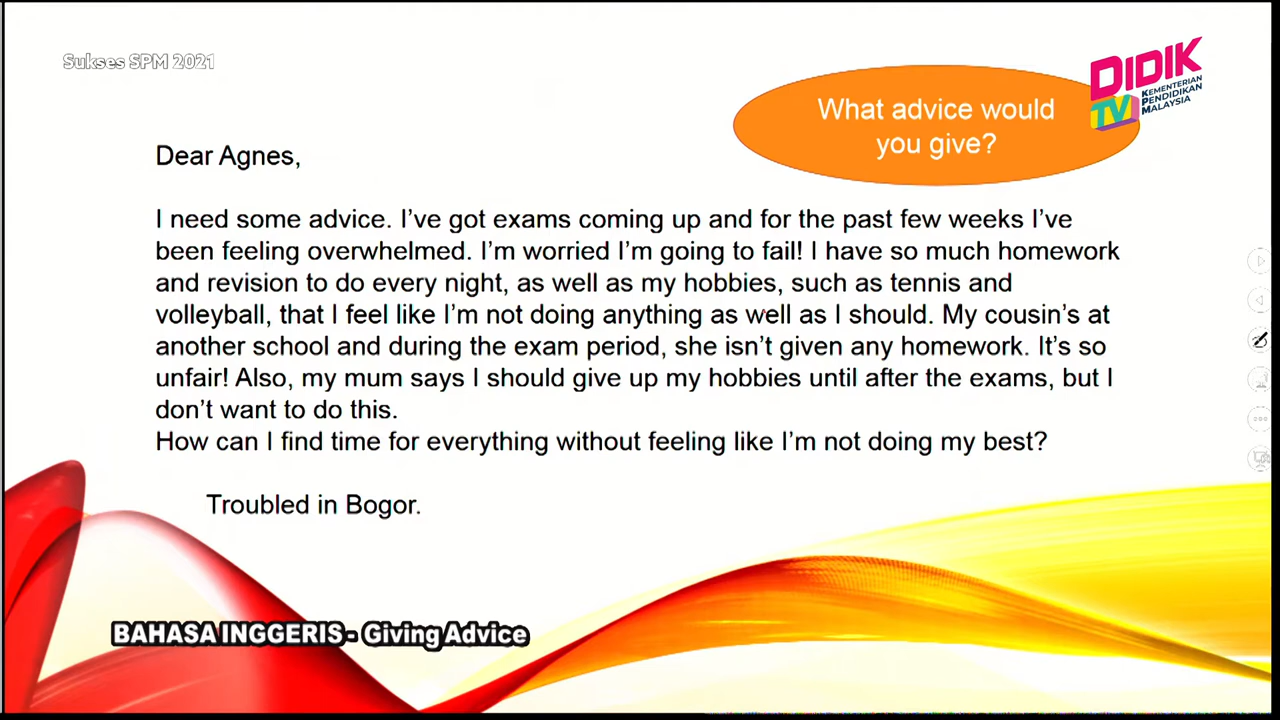 Sukses SPM 2021
DIDIK
TV
KEMENTERIAN
PENDIDIKAN
MALAYSIA
What advice would
you give?
Dear Agnes,
I need some advice. I've got exams coming up and for the past few weeks I've
been feeling overwhelmed. I'm worried I'm going to fail! I have so much homework
and revision to do every night, as well as my hobbies, such as tennis and
volleyball, that I feel like I'm not doing anything as well as I should. My cousin's at
another school and during the exam period, she isn't given any homework. It's so
unfair! Also, my mum says I should give up my hobbies until after the exams, but I
don't want to do this.
How can I find time for everything without feeling like I'm not doing my best?
Troubled in Bogor.
BAHASA INGGERIS - Giving Advice